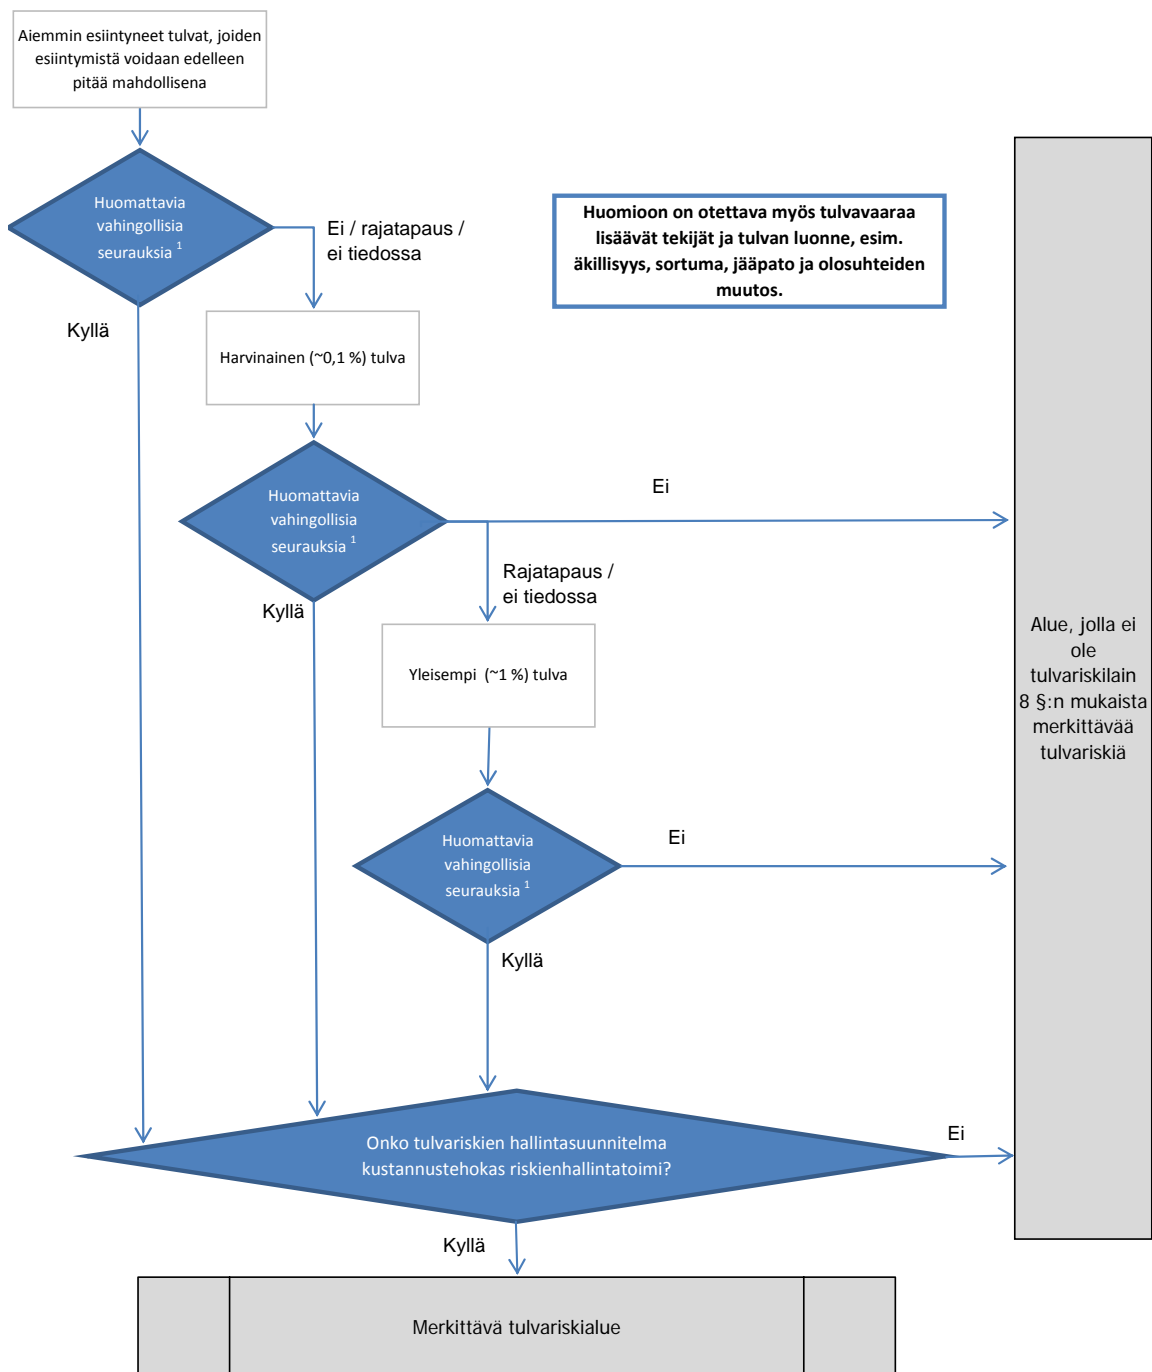 Aiemmin esiintyneet tulvat, joiden
esiintymistä voidaan edelleen
pitää mahdollisena
Huomattavia
vahingollisia
seurauksia 1
Ei / rajatapaus /
ei tiedossa
Kyllä
Huomioon on otettava myös tulvavaaraa
lisäävät tekijät ja tulvan luonne, esim.
äkillisyys, sortuma, jääpato ja olosuhteiden
muutos.
Harvinainen (~0,1 %) tulva
Huomattavia
vahingollisia
seurauksia 1
Ei
Rajatapaus /
ei tiedossa
Kyllä
Yleisempi (~1 %) tulva
Alue, jolla ei
ole
tulvariskilain
8 §:n mukaista
merkittävää
tulvariskiä
Huomattavia
vahingollisia
seurauksia 1
Ei
Kyllä
Onko tulvariskien hallintasuunnitelma
kustannustehokas riskienhallintatoimi?
Ei
Kyllä
Merkittävä tulvariskialue